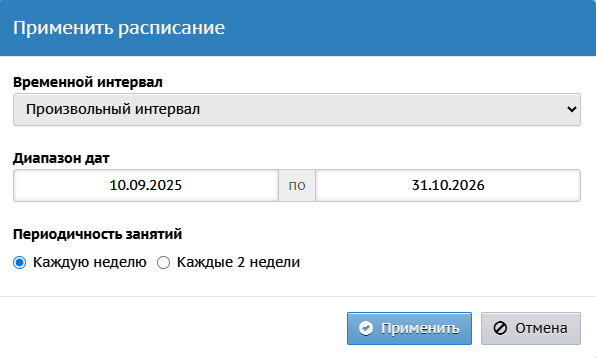 Применить расписание
Временной интервал
Произвольный интервал
Диапазон дат
10.09.2025 по 31.10.2026
Периодичность занятий
Каждую неделю Каждые 2 недели
Применить Отмена